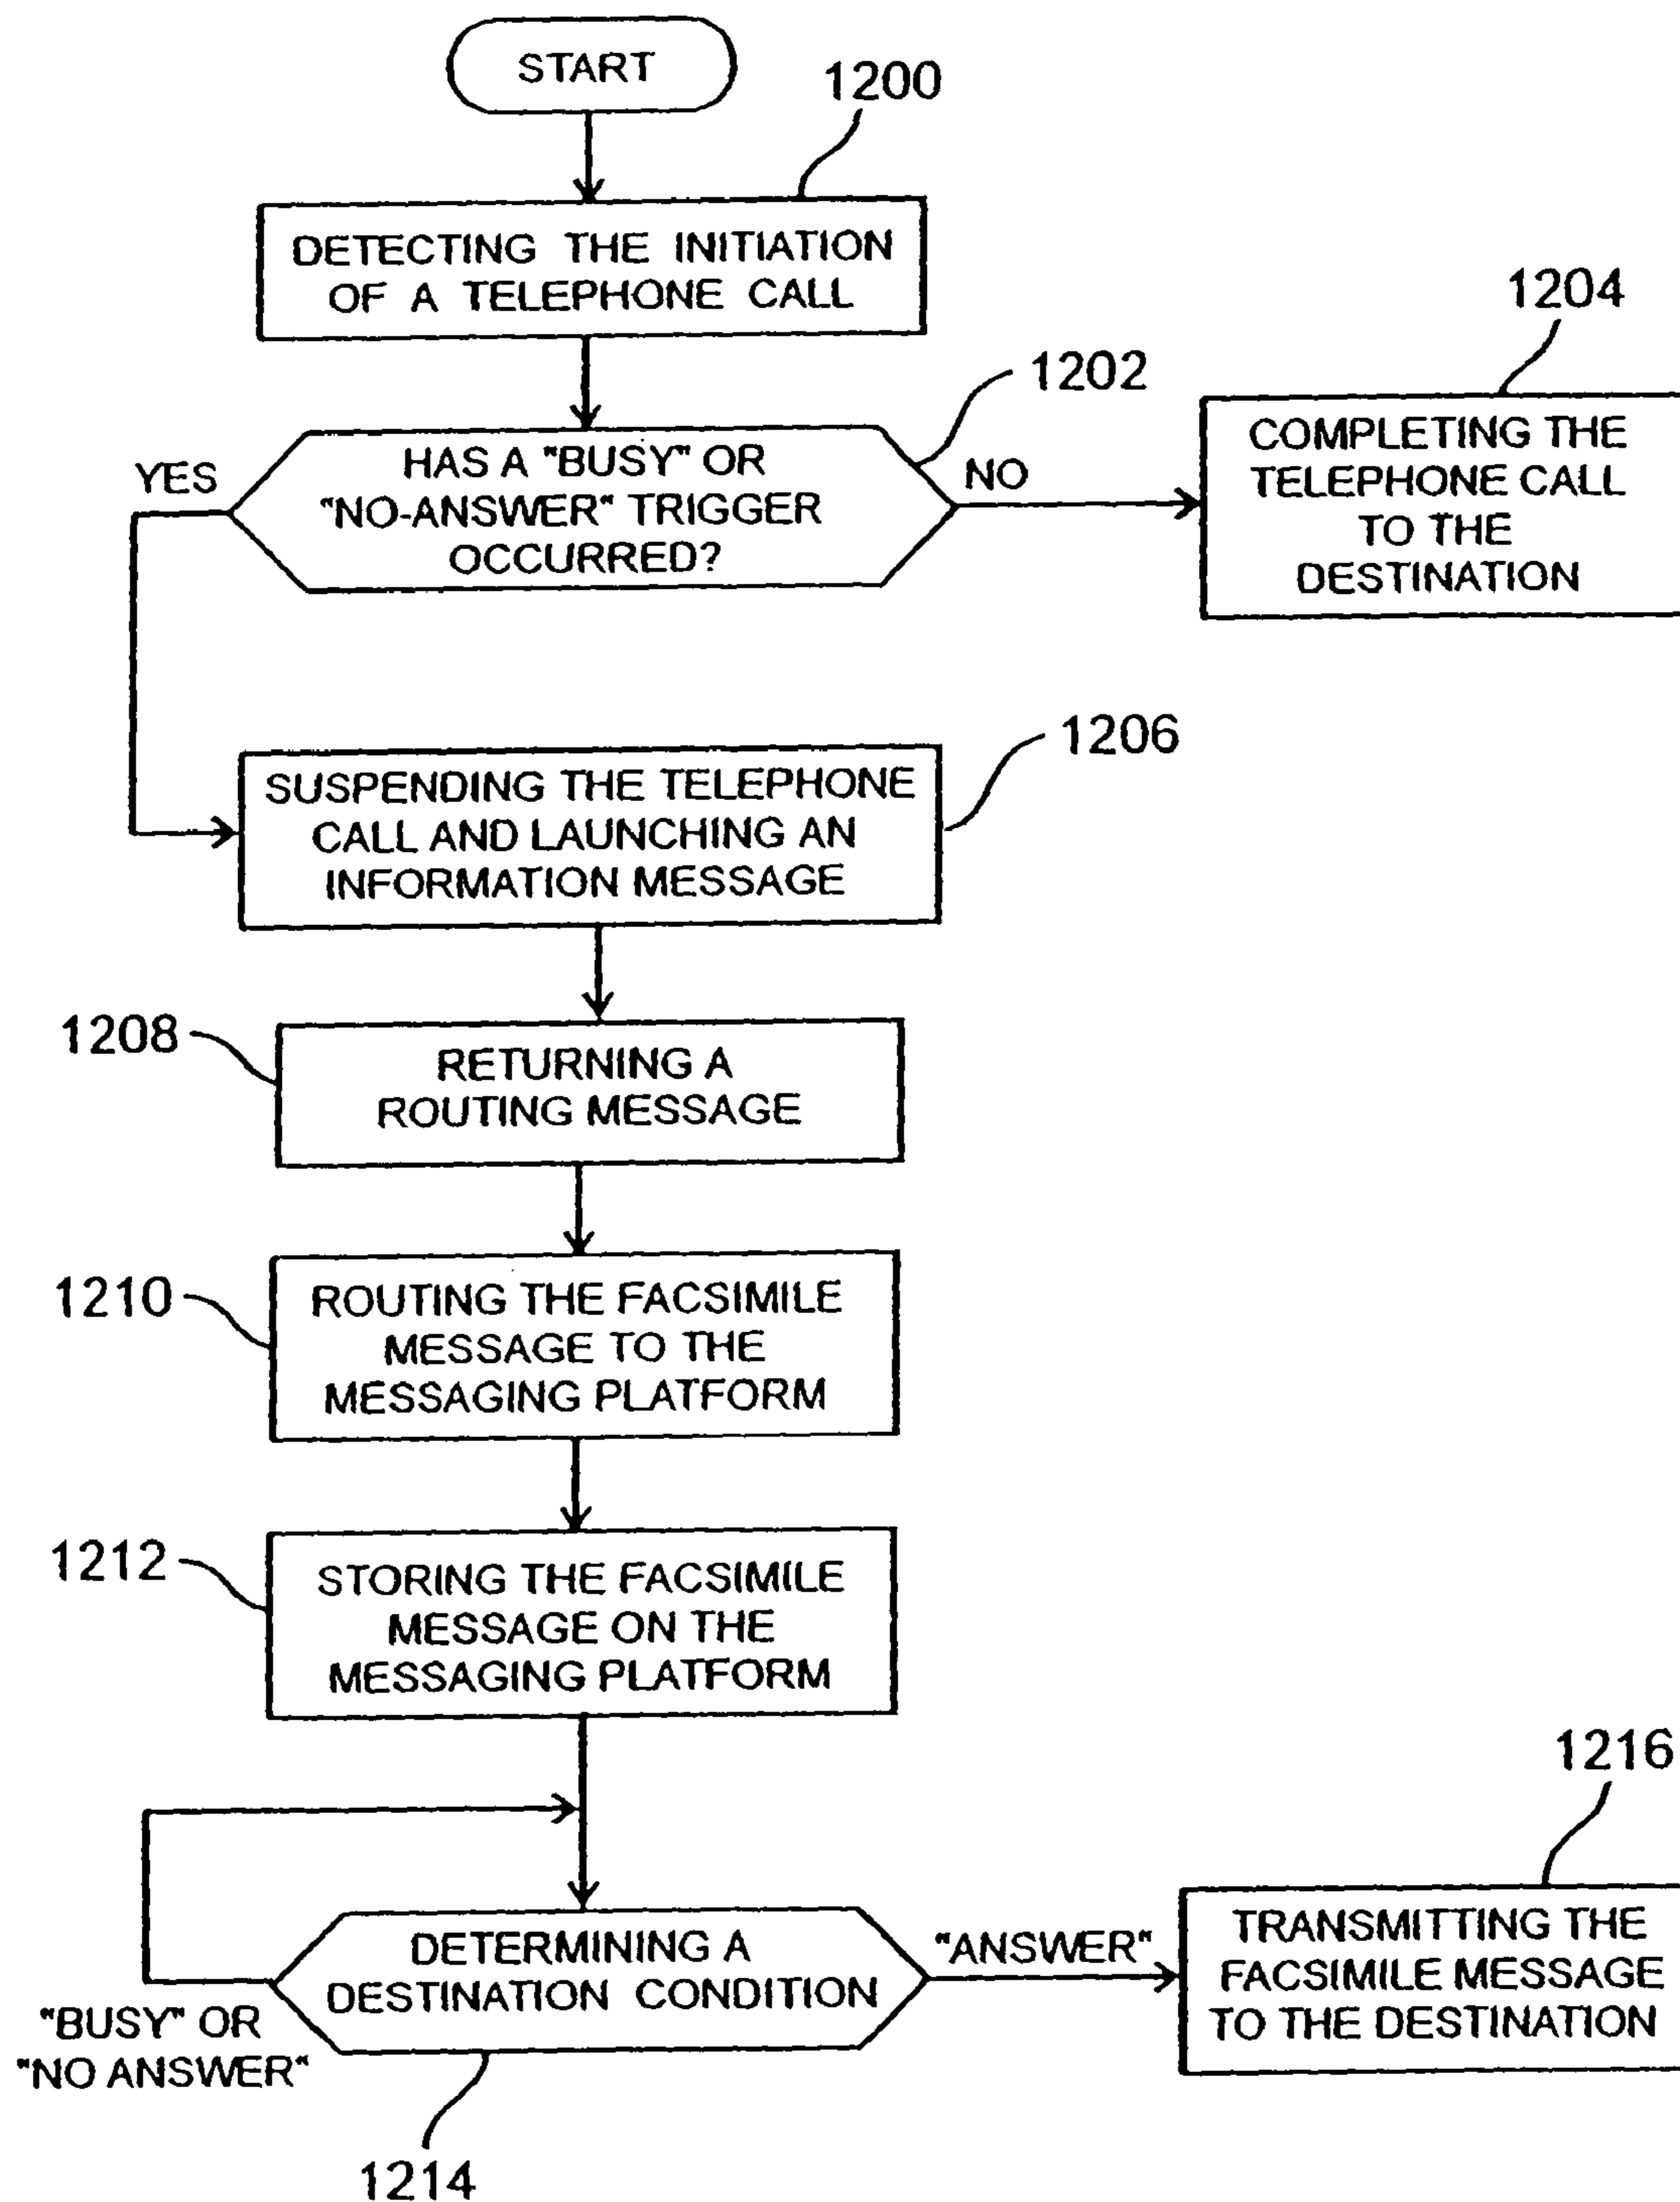 START
1200
DETECTING THE INITIATION
OF A TELEPHONE CALL
1204
1202
YES
HAS A "BUSY" OR
"NO-ANSWER" TRIGGER
OCCURRED?
NO
COMPLETING THE
TELEPHONE CALL
TO THE
DESTINATION
1206
SUSPENDING THE TELEPHONE
CALL AND LAUNCHING AN
INFORMATION MESSAGE
1208
RETURNING A
ROUTING MESSAGE
1210
ROUTING THE FACSIMILE
MESSAGE TO THE
MESSAGING PLATFORM
1212
STORING THE FACSIMILE
MESSAGE ON THE
MESSAGING PLATFORM
1216
DETERMINING A
DESTINATION CONDITION
"ANSWER"
TRANSMITTING THE
FACSIMILE MESSAGE
TO THE DESTINATION
"BUSY" OR
"NO ANSWER"
1214